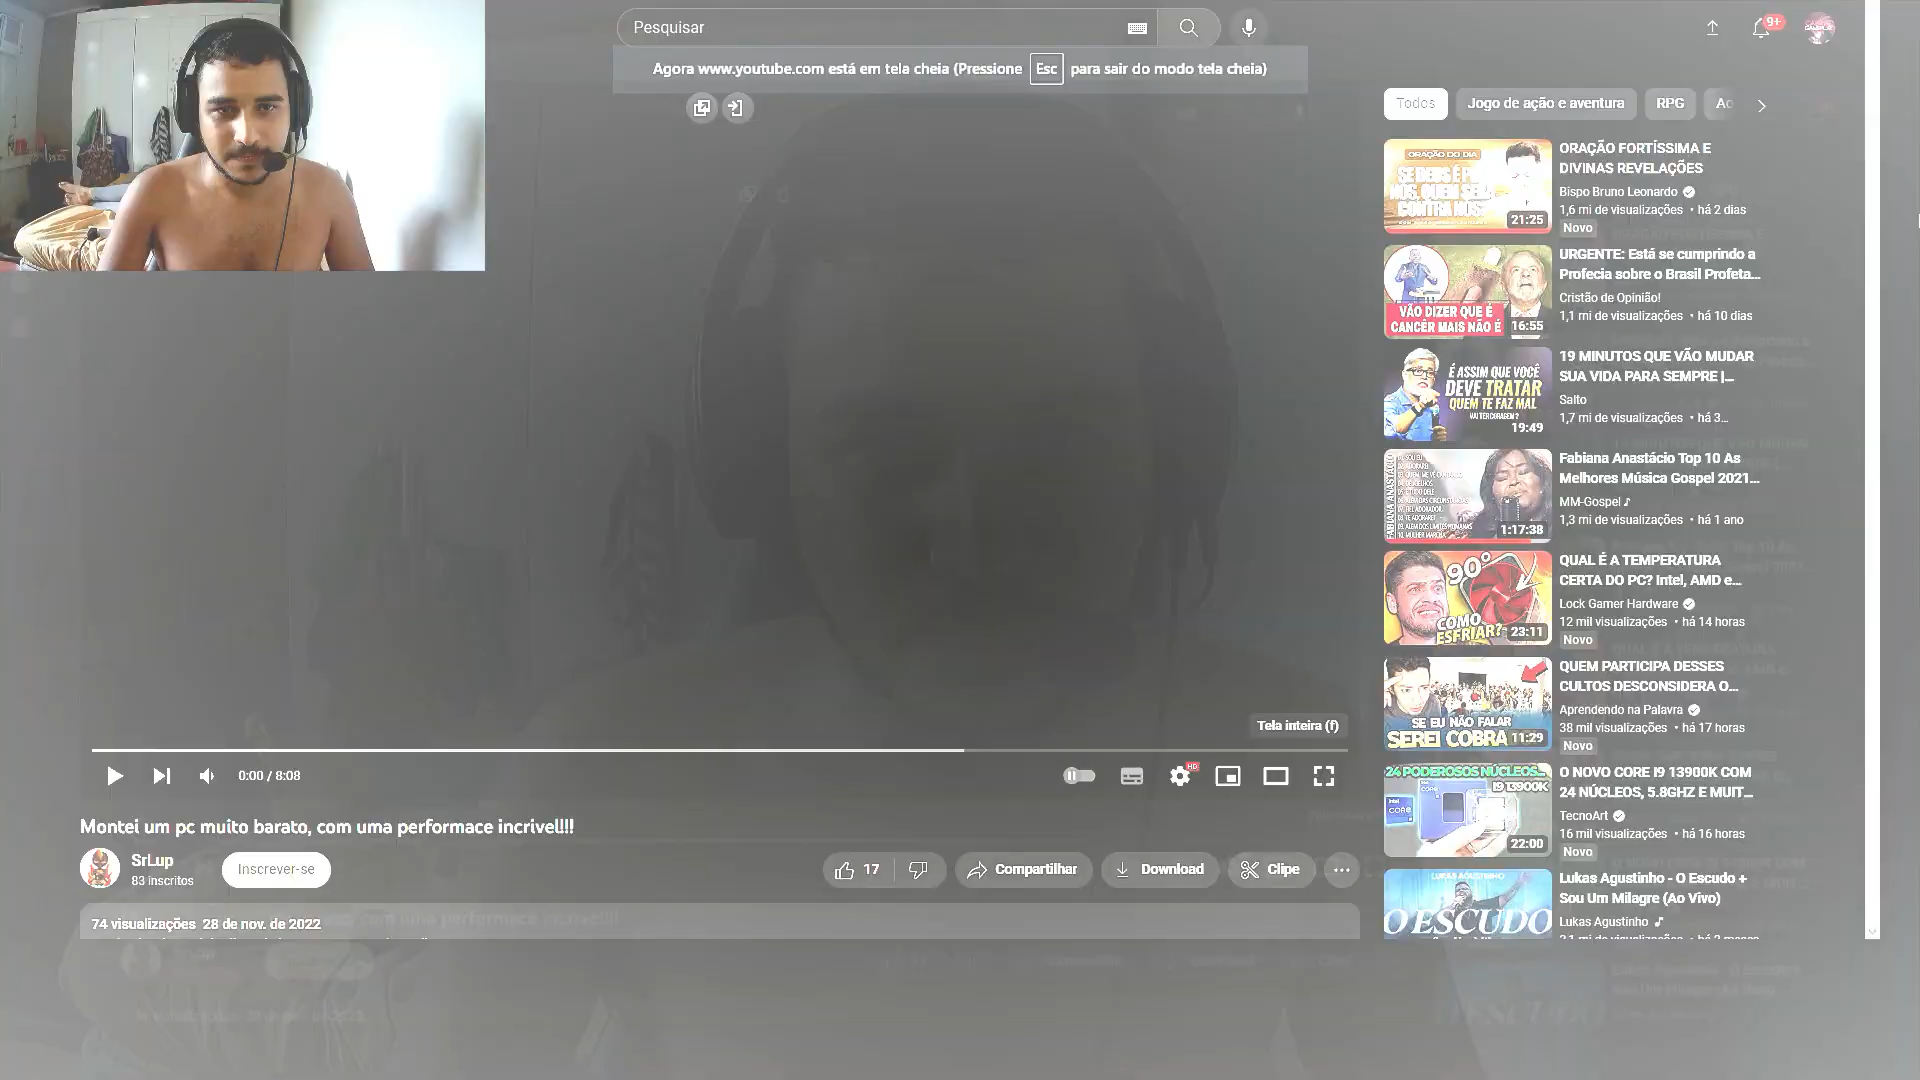 Pesquisar
9+
Agora www.youtube.com está em tela cheia (Pressione Esc para sair do modo tela cheia)
Todos
Jogo de ação e aventura
RPG
ORAÇÃO DO DIA
21:25
ORAÇÃO FORTÍSSIMA E
DIVINAS REVELAÇÕES
Bispo Bruno Leonardo
1,6 mi de visualizações • há 2 dias
Novo
VÃO DIZER QUE É
CANCÊR MAIS NÃO É
16:55
URGENTE: Está se cumprindo a
Profecia sobre o Brasil Profeta...
Cristão de Opinião!
1,1 mi de visualizações • há 10 dias
É ASSIM QUE VOCÊ
DEVE TRATAR
QUEM TE FAZ MAL
19:49
19 MINUTOS QUE VÃO MUDAR
SUA VIDA PARA SEMPRE |...
Salto
1,7 mi de visualizações • há 3...
FABIANA ANASTÁCIO
1:17:38
Fabiana Anastácio Top 10 As
Melhores Música Gospel 2021...
MM-Gospel
1,3 mi de visualizações • há 1 ano
90°
COMO
ESFRIAR?
23:11
QUAL É A TEMPERATURA
CERTA DO PC? Intel, AMD e...
Lock Gamer Hardware
12 mil visualizações • há 14 horas
Novo
SE EU NÃO FALAR
SEREI COBRA
11:29
QUEM PARTICIPA DESSES
CULTOS DESCONSIDERA O...
Aprendendo na Palavra
38 mil visualizações • há 17 horas
Novo
24 PODEROSOS NÚCLEOS...
I9 13900K
CORE
22:00
O NOVO CORE I9 13900K COM
24 NÚCLEOS, 5.8GHZ E MUIT...
TecnoArt
16 mil visualizações • há 16 horas
Novo
LUKAS AGUSTINHO
O ESCUDO
Lukas Agustinho - O Escudo +
Sou Um Milagre (Ao Vivo)
Lukas Agustinho
Tela inteira (f)
0:00 / 8:08
HD
Montei um pc muito barato, com uma performace incrivel!!!
SrLup
83 inscritos
Inscrever-se
17
Compartilhar
Download
Clipe
74 visualizações 28 de nov. de 2022